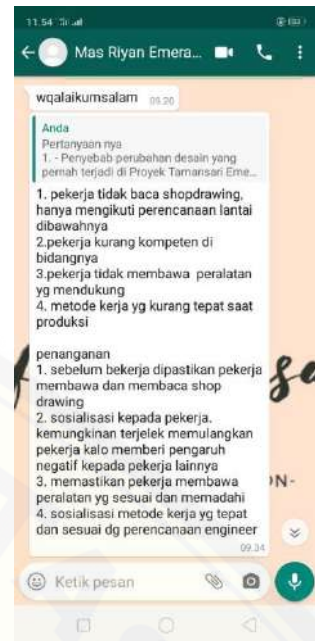 11.54
Mas Riyan Emera...
wqalaikumsalam 09.20
Anda
Pertanyaan nya
1. - Penyebab perubahan desain yang
pernah terjadi di Proyek Tamansari Eme...
1. pekerja tidak baca shopdrawing,
hanya mengikuti perencanaan lantai
dibawahnya
2.pekerja kurang kompeten di
bidangnya
3.pekerja tidak membawa peralatan
yg mendukung
4. metode kerja yg kurang tepat saat
produksi
penanganan
1. sebelum bekerja dipastikan pekerja
membawa dan membaca shop
drawing
2. sosialisasi kepada pekerja.
kemungkinan terjelek memulangkan
pekerja kalo memberi pengaruh
negatif kepada pekerja lainnya
3. memastikan pekerja membawa
peralatan yg sesuai dan memadahi
4. sosialisasi metode kerja yg tepat
dan sesuai dg perencanaan engineer
09.34
Ketik pesan